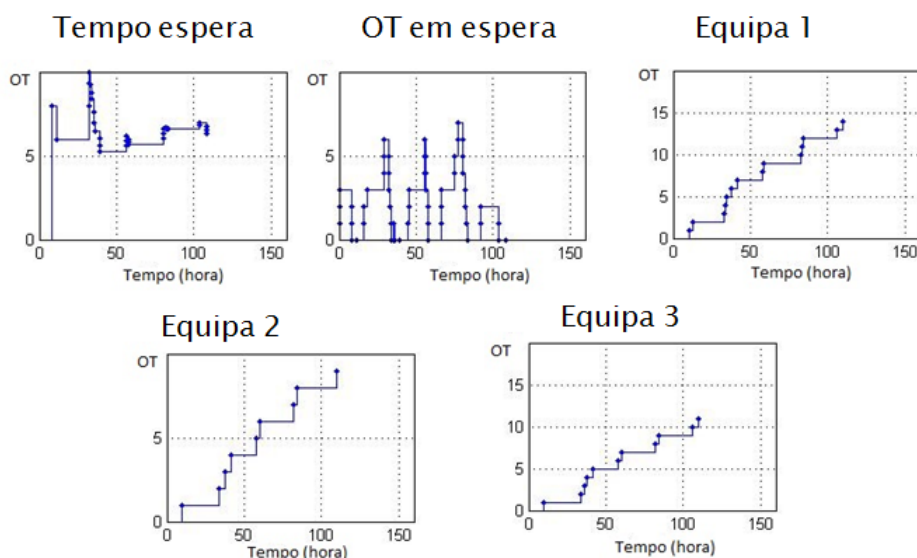 Tempo espera
OT em espera
Equipa 1
OT
5
0
0 50 100 150
Tempo (hora)
OT
5
0
0 50 100 150
Tempo (hora)
OT
15
10
5
0
0 50 100 150
Tempo (hora)
Equipa 2
Equipa 3
OT
5
0
0 50 100 150
Tempo (hora)
OT
15
10
5
0
0 50 100 150
Tempo (hora)